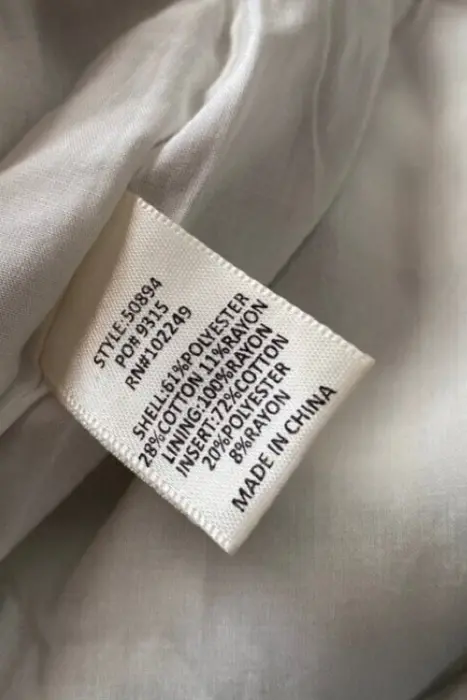 STYLE:50894
PO# 9315
RN#102249
SHELL:61%POLYESTER
28%COTTON 11%RAYON
LINING:100%RAYON
INSERT:72%COTTON
20%POLYESTER
8%RAYON
MADE IN CHINA